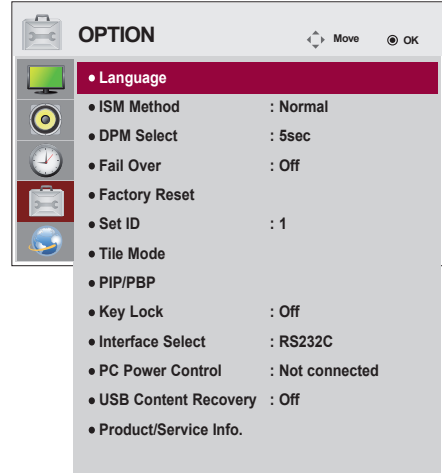 OPTION Move OK
• Language
• ISM Method : Normal
• DPM Select : 5sec
• Fail Over : Off
• Factory Reset
• Set ID : 1
• Tile Mode
• PIP/PBP
• Key Lock : Off
• Interface Select : RS232C
• PC Power Control : Not connected
• USB Content Recovery : Off
• Product/Service Info.